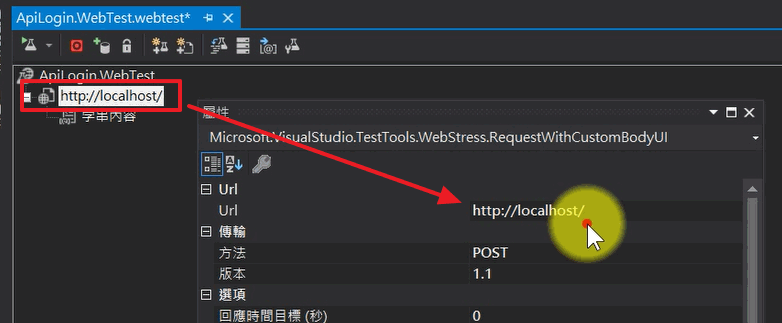 ApiLogin.WebTest.webtest*
ApiLogin.WebTest
http://localhost/
字串內容
屬性
Microsoft.VisualStudio.TestTools.WebStress.RequestWithCustomBodyUI
Url
Url http://localhost/
傳輸
方法 POST
版本 1.1
選項
回應時間目標 (秒) 0